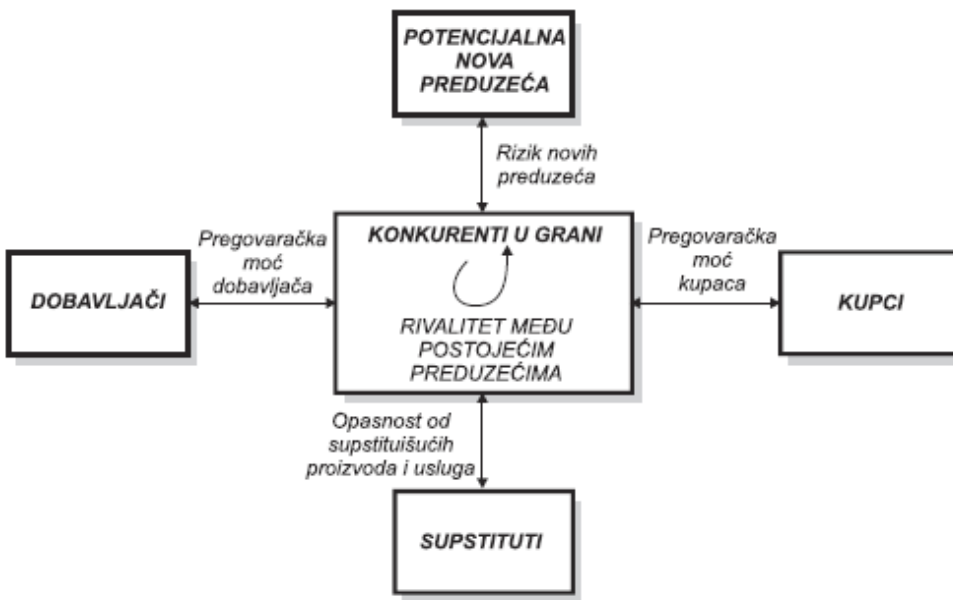 POTENCIJALNA
NOVA
PREDUZEĆA
Rizik novih
preduzeća
Pregovaračka
moć
dobavljača
DOBAVLJAČI
KONKURENTI U GRANI
RIVALITET MEĐU
POSTOJEĆIM
PREDUZEĆIMA
Pregovaračka
moć
kupaca
KUPCI
Opasnost od
supstituišućih
proizvoda i usluga
SUPSTITUTI